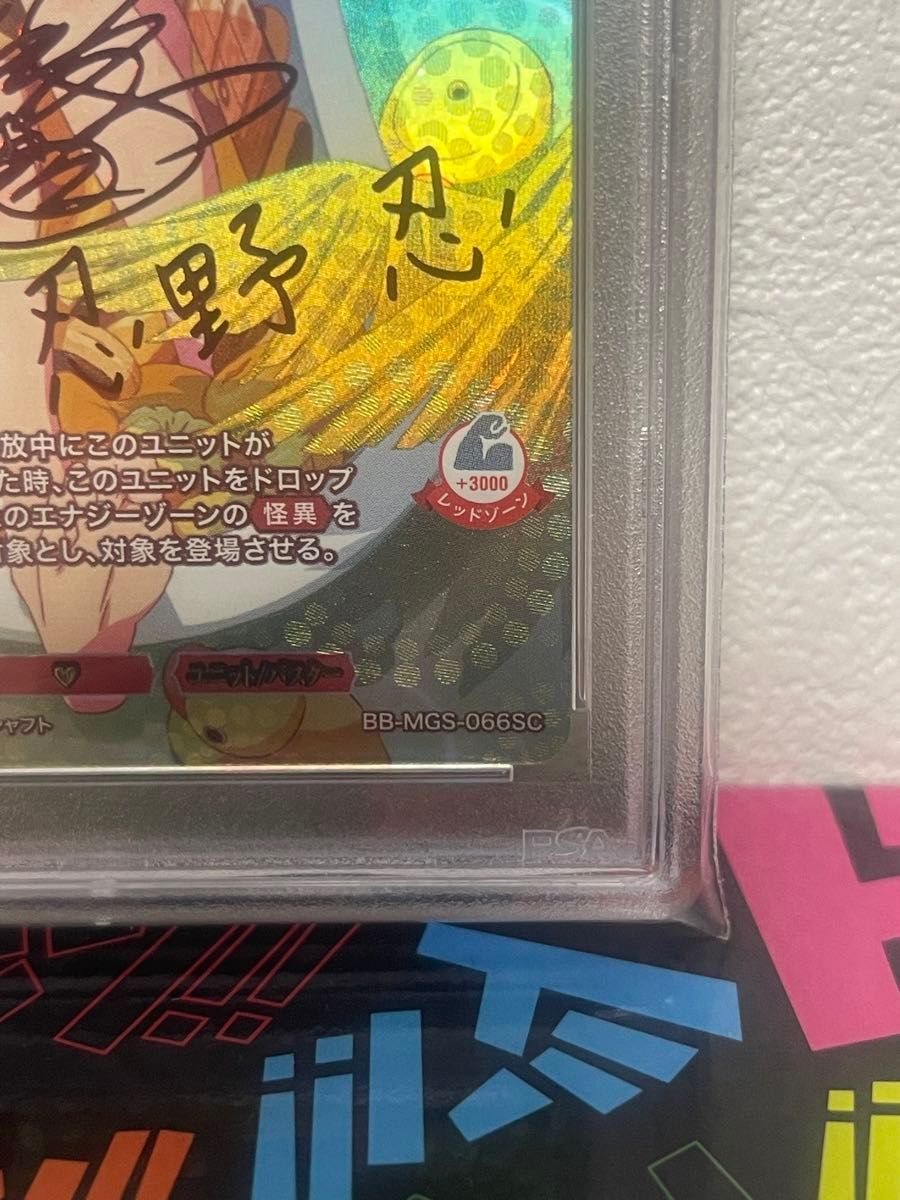 忍野 忍
放中にこのユニットが
た時、このユニットをドロップ
のエナジーゾーンの 怪異 を
象とし、対象を登場させる。
+3000
レッドゾーン
ユニット/バスター
シャフト
BB-MGS-066SC
PSA